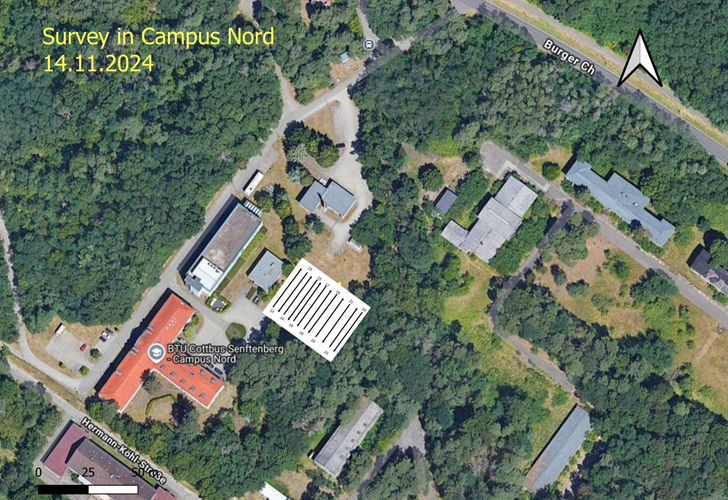 Survey in Campus Nord
14.11.2024
Burger Ch
BTU Cottbus-Senftenberg
- Campus Nord
Hermann-Köhl-Straße
0 25 50 m